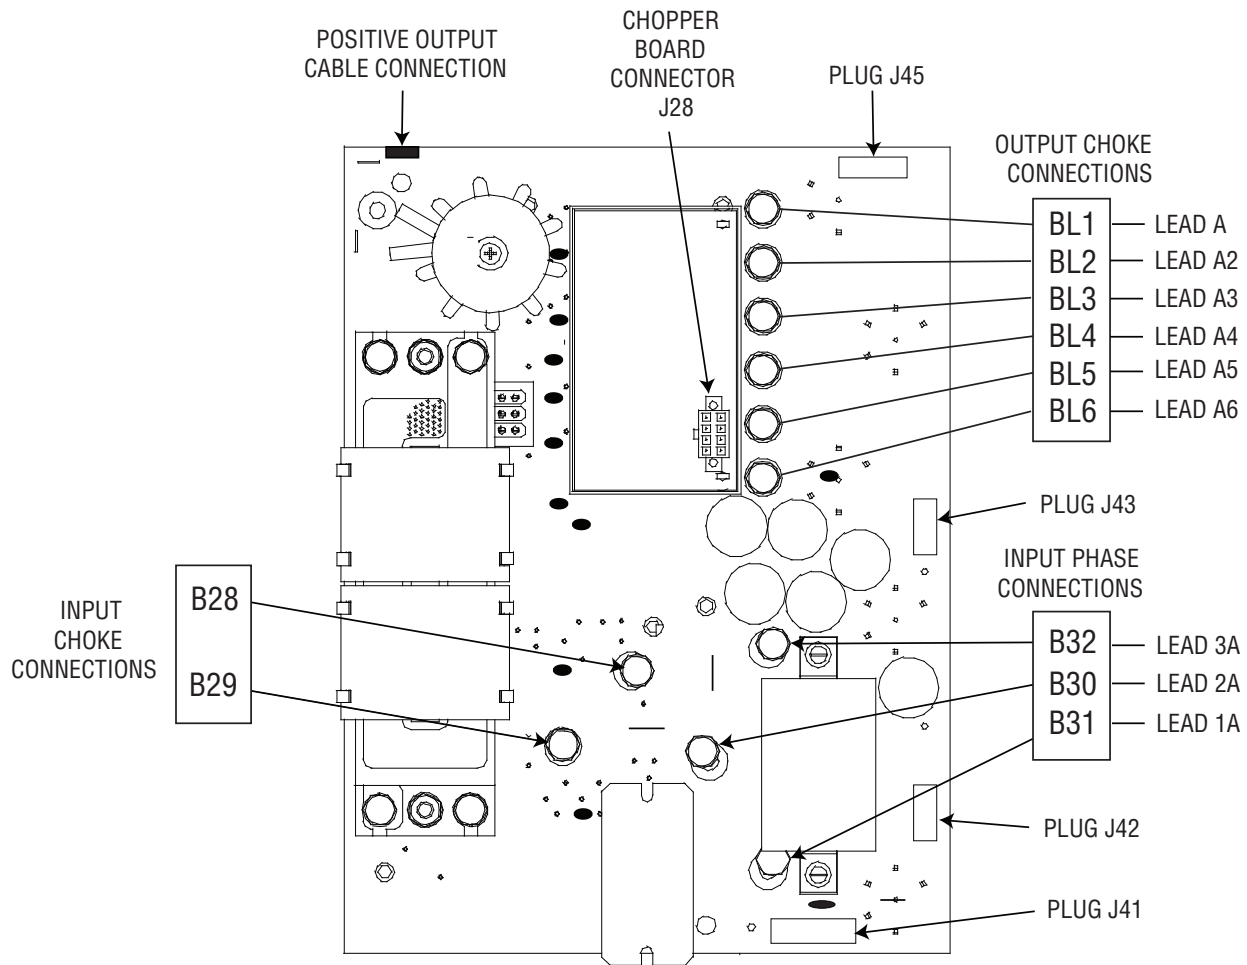 POSITIVE OUTPUT
CABLE CONNECTION
CHOPPER
BOARD
CONNECTOR
J28
PLUG J45
OUTPUT CHOKE
CONNECTIONS
BL1
LEAD A
BL2
LEAD A2
BL3
LEAD A3
BL4
LEAD A4
BL5
LEAD A5
BL6
LEAD A6
PLUG J43
INPUT PHASE
CONNECTIONS
B32
LEAD 3A
B30
LEAD 2A
B31
LEAD 1A
INPUT
CHOKE
CONNECTIONS
B28
B29
PLUG J42
PLUG J41